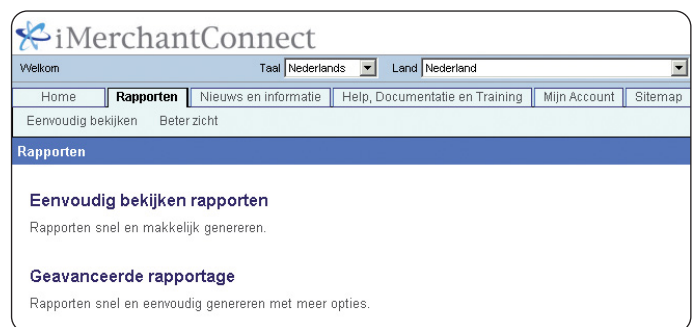 iMerchantConnect
Welkom Taal Nederlands Land Nederland
Home Rapporten Nieuws en informatie Help, Documentatie en Training Mijn Account Sitemap
Eenvoudig bekijken Beter zicht
Rapporten
Eenvoudig bekijken rapporten
Rapporten snel en makkelijk genereren.
Geavanceerde rapportage
Rapporten snel en eenvoudig genereren met meer opties.